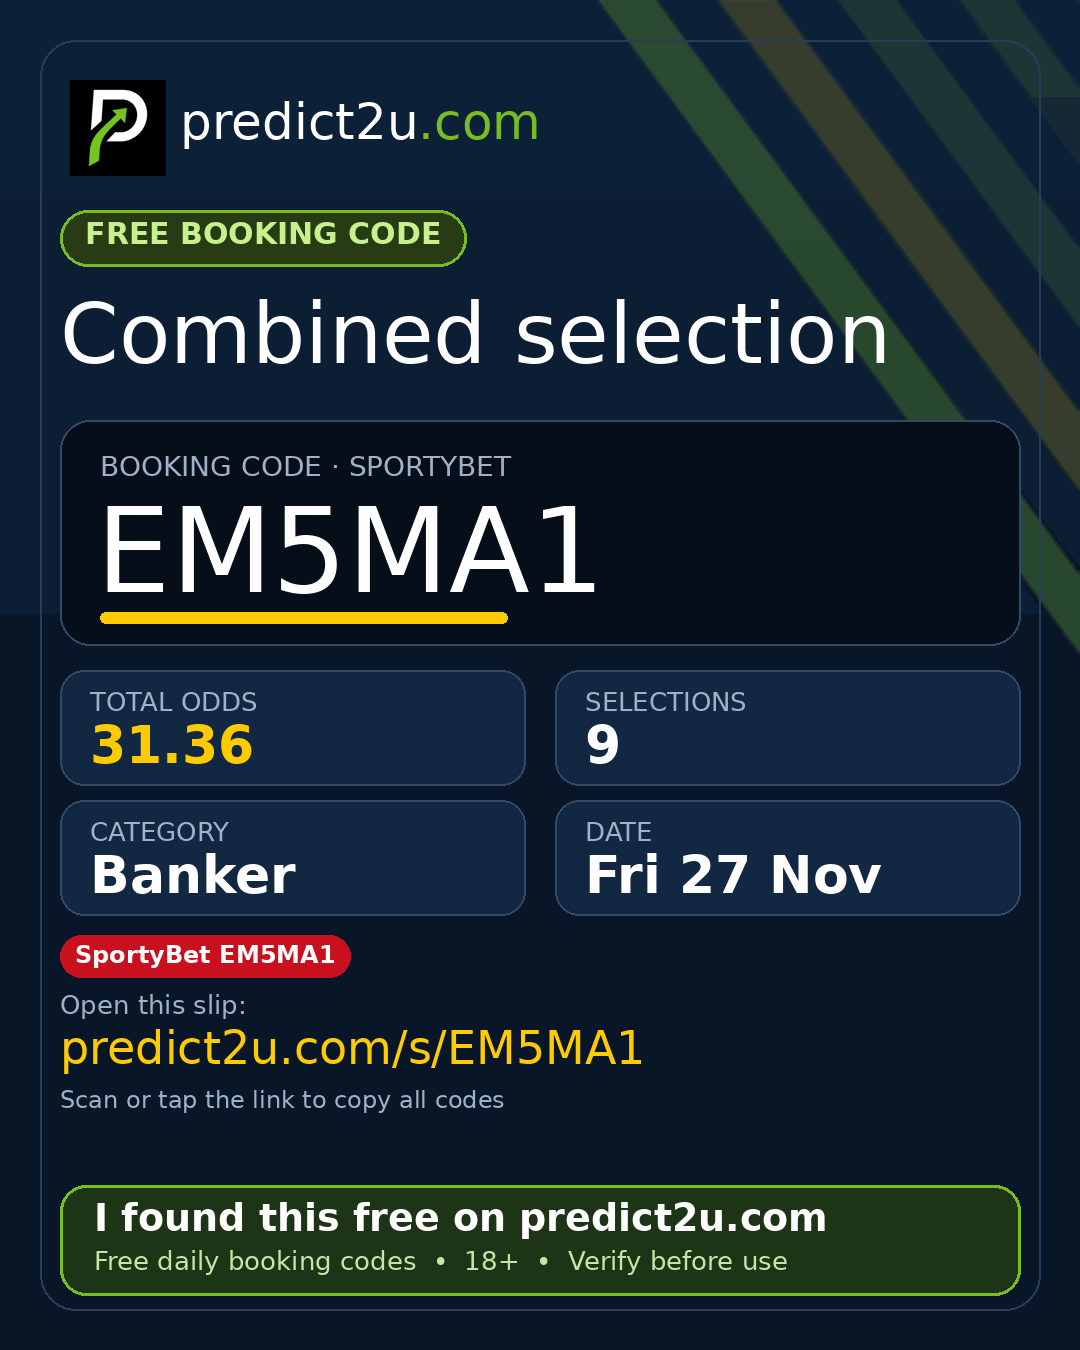 predict2u.com
FREE BOOKING CODE
Combined selection
BOOKING CODE · SPORTYBET
EM5MA1
TOTAL ODDS
31.36
SELECTIONS
9
CATEGORY
Banker
DATE
Fri 27 Nov
SportyBet EM5MA1
Open this slip:
predict2u.com/s/EM5MA1
Scan or tap the link to copy all codes
I found this free on predict2u.com
Free daily booking codes • 18+ • Verify before use